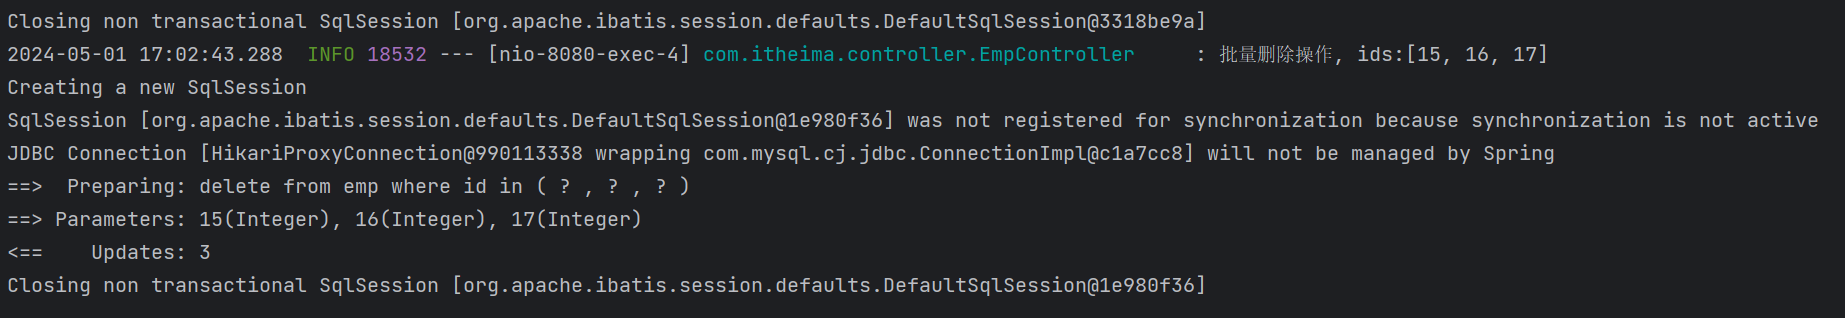 Closing non transactional SqlSession [org.apache.ibatis.session.defaults.DefaultSqlSession@3318be9a]
2024-05-01 17:02:43.288  INFO 18532 --- [nio-8080-exec-4] com.itheima.controller.EmpController     : 批量删除操作, ids:[15, 16, 17]
Creating a new SqlSession
SqlSession [org.apache.ibatis.session.defaults.DefaultSqlSession@1e980f36] was not registered for synchronization because synchronization is not active
JDBC Connection [HikariProxyConnection@990113338 wrapping com.mysql.cj.jdbc.ConnectionImpl@c1a7cc8] will not be managed by Spring
==>  Preparing: delete from emp where id in ( ? , ? , ? )
==> Parameters: 15(Integer), 16(Integer), 17(Integer)
<==    Updates: 3
Closing non transactional SqlSession [org.apache.ibatis.session.defaults.DefaultSqlSession@1e980f36]